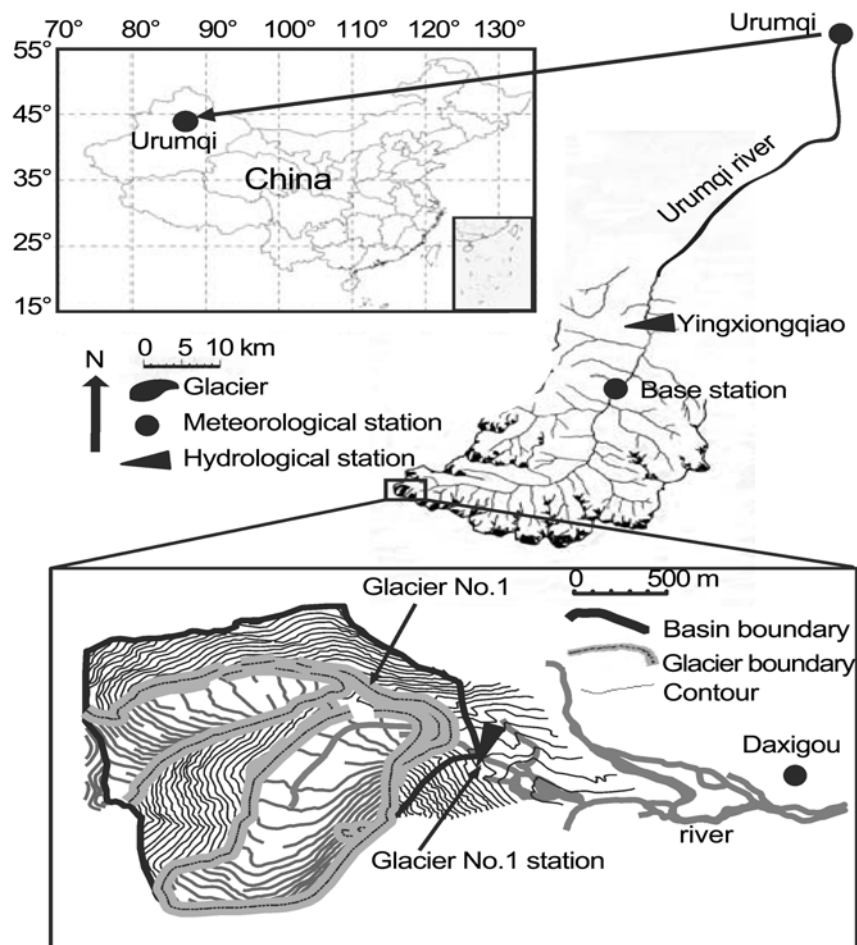 70° 80° 90° 100° 110° 120° 130°
Urumqi
55°
45°
35°
25°
15°
Urumqi
China
Urumqi river
Yingxiongqiao
Base station
N
0 5 10 km
Glacier
Meteorological station
Hydrological station
0 500 m
Glacier No.1
Basin boundary
Glacier boundary
Contour
Daxigou
river
Glacier No.1 station